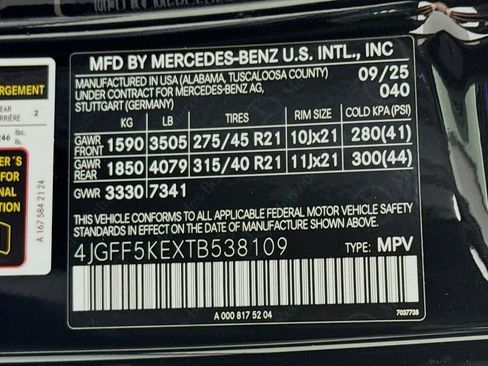 MFD BY MERCEDES-BENZ U.S. INTL., INC
MANUFACTURED IN USA (ALABAMA, TUSCALOOSA COUNTY) 09/25
UNDER CONTRACT FOR MERCEDES-BENZ AG, 040
STUTTGART (GERMANY)
KG LB TIRES RIM SIZE COLD KPA(PSI)
GAWR FRONT 1590 3505 275/45 R21 10Jx21 280(41)
GAWR REAR 1850 4079 315/40 R21 11Jx21 300(44)
GVWR 3330 7341
THIS VEHICLE CONFORMS TO ALL APPLICABLE FEDERAL MOTOR VEHICLE SAFETY
STANDARDS IN EFFECT ON THE DATE OF MANUFACTURE SHOWN ABOVE.
4JGFF5KEXTB538109 TYPE: MPV
A 000 817 52 04 7037738
2
lbs.
FOR
A 167 584 21 24